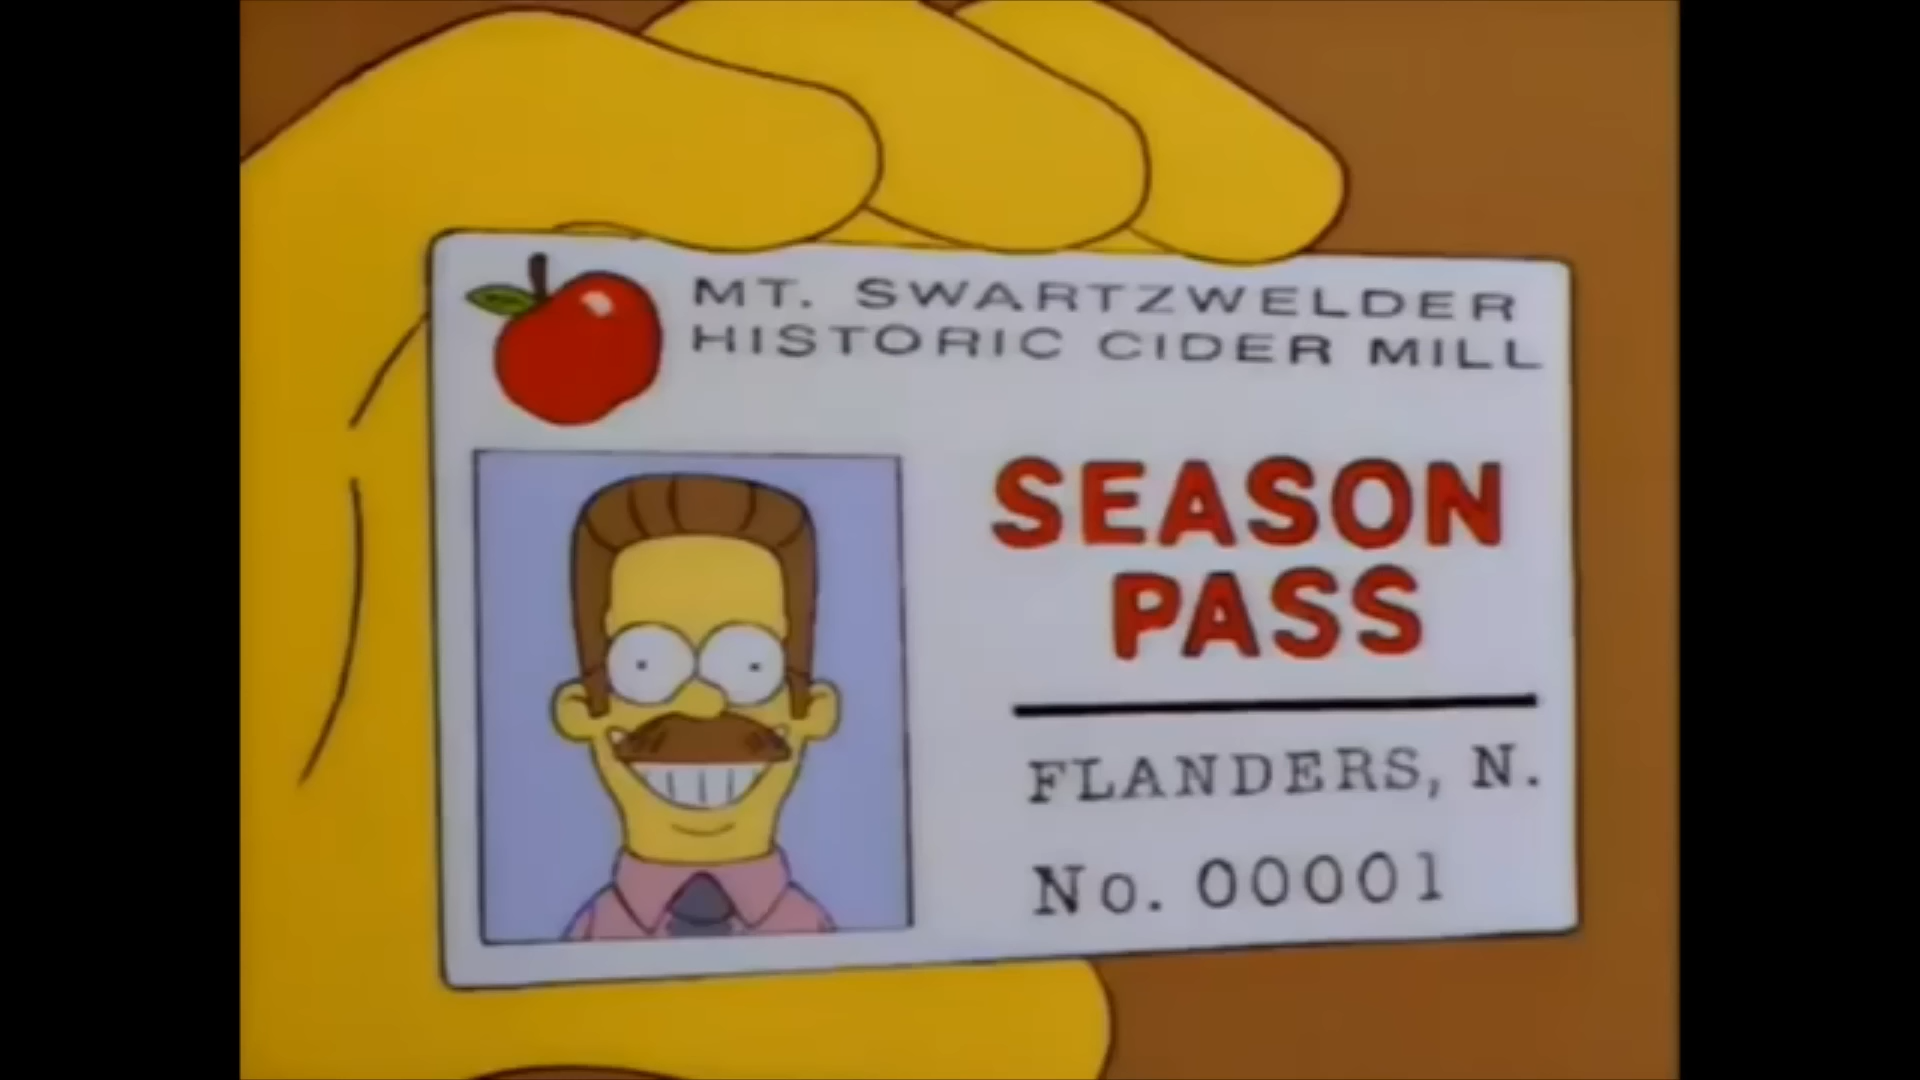 MT. SWARTZWELDER
HISTORIC CIDER MILL
SEASON
PASS
FLANDERS, N.
No. 00001